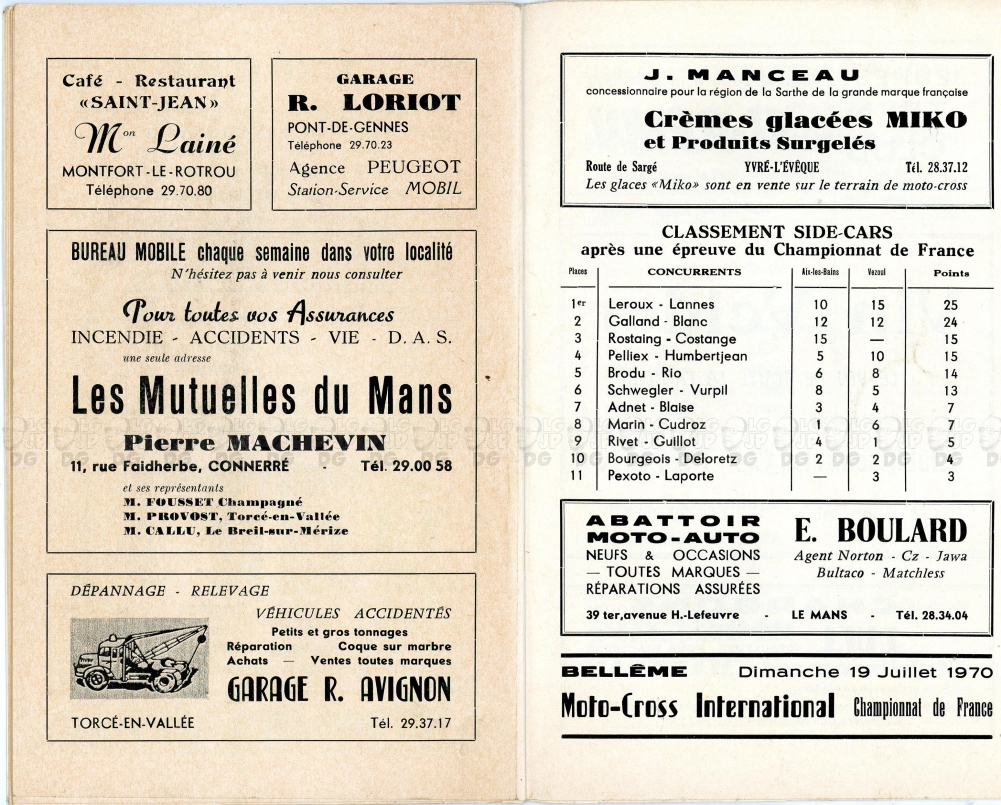 Café - Restaurant
«SAINT-JEAN»
Mon Lainé
MONTFORT-LE-ROTROU
Téléphone 29.70.80
GARAGE
R. LORIOT
PONT-DE-GENNES
Téléphone 29.70.23
Agence PEUGEOT
Station-Service MOBIL
BUREAU MOBILE chaque semaine dans votre localité
N'hésitez pas à venir nous consulter
Pour toutes vos Assurances
INCENDIE - ACCIDENTS - VIE - D. A. S.
une seule adresse
Les Mutuelles du Mans
Pierre MACHEVIN
11, rue Faidherbe, CONNERRÉ - Tél. 29.00 58
et ses représentants
M. FOUSSET Champagné
M. PROVOST, Torcé-en-Vallée
M. CALLU, Le Breil-sur-Mérize
DÉPANNAGE - RELEVAGE
VÉHICULES ACCIDENTÉS
Petits et gros tonnages
Réparation Coque sur marbre
Achats — Ventes toutes marques
GARAGE R. AVIGNON
TORCÉ-EN-VALLÉE Tél. 29.37.17
J. MANCEAU
concessionnaire pour la région de la Sarthe de la grande marque française
Crèmes glacées MIKO
et Produits Surgelés
Route de Sargé YVRÉ-L'ÉVÊQUE Tél. 28.37.12
Les glaces «Miko» sont en vente sur le terrain de moto-cross
CLASSEMENT SIDE-CARS
après une épreuve du Championnat de France
Places CONCURRENTS Aix-les-Bains Vezoul Points
1er Leroux - Lannes 10 15 25
2 Galland - Blanc 12 12 24
3 Rostaing - Costange 15 — 15
4 Pelliex - Humbertjean 5 10 15
5 Brodu - Rio 6 8 14
6 Schwegler - Vurpil 8 5 13
7 Adnet - Blaise 3 4 7
8 Marin - Cudroz 1 6 7
9 Rivet - Guillot 4 1 5
10 Bourgeois - Deloretz 2 2 4
11 Pexoto - Laporte — 3 3
ABATTOIR
MOTO-AUTO
NEUFS & OCCASIONS
— TOUTES MARQUES —
RÉPARATIONS ASSURÉES
E. BOULARD
Agent Norton - Cz - Jawa
Bultaco - Matchless
39 ter, avenue H.-Lefeuvre - LE MANS - Tél. 28.34.04
BELLÊME Dimanche 19 Juillet 1970
Moto-Cross International Championnat de France